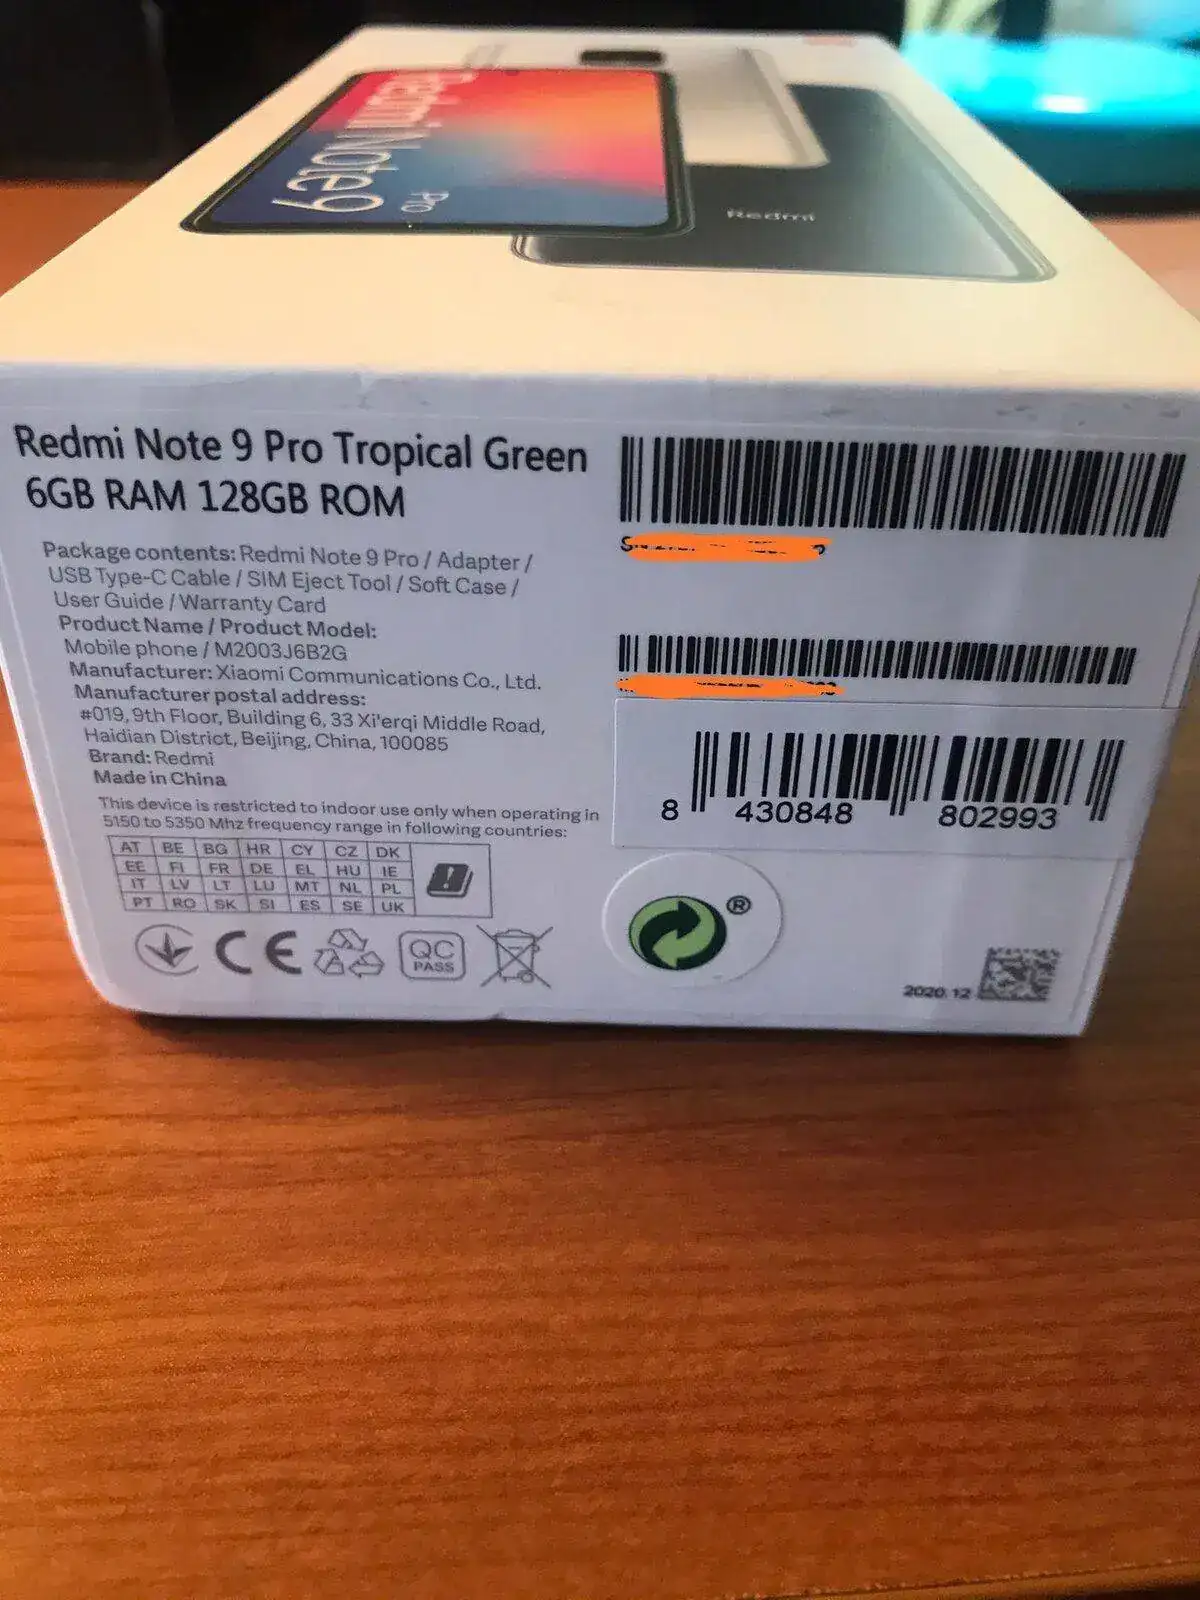 Redmi Note 9
Pro
Redmi
Redmi Note 9 Pro Tropical Green
6GB RAM 128GB ROM
Package contents: Redmi Note 9 Pro / Adapter /
USB Type-C Cable / SIM Eject Tool / Soft Case /
User Guide / Warranty Card
Product Name / Product Model:
Mobile phone / M2003J6B2G
Manufacturer: Xiaomi Communications Co., Ltd.
Manufacturer postal address:
#019, 9th Floor, Building 6, 33 Xi'erqi Middle Road,
Haidian District, Beijing, China, 100085
Brand: Redmi
Made in China
This device is restricted to indoor use only when operating in
5150 to 5350 Mhz frequency range in following countries:
AT BE BG HR CY CZ DK
EE FI FR DE EL HU IE
IT LV LT LU MT NL PL
PT RO SK SI ES SE UK
CE
QC
PASS
8 430848 802993
®
2020.12